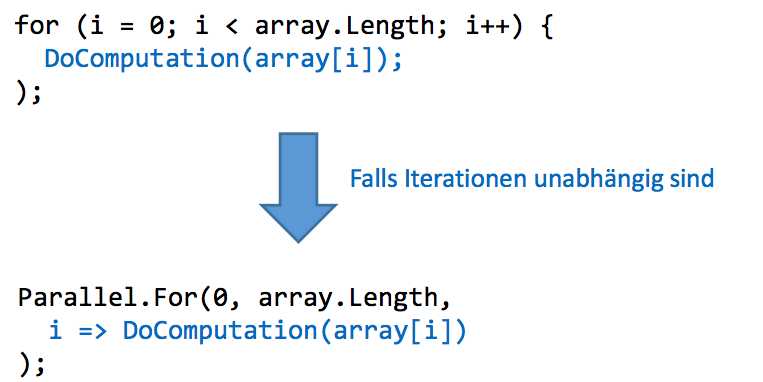 for (i = 0; i < array.Length; i++) {
  DoComputation(array[i]);
);
Falls Iterationen unabhängig sind
Parallel.For(0, array.Length,
  i => DoComputation(array[i])
);